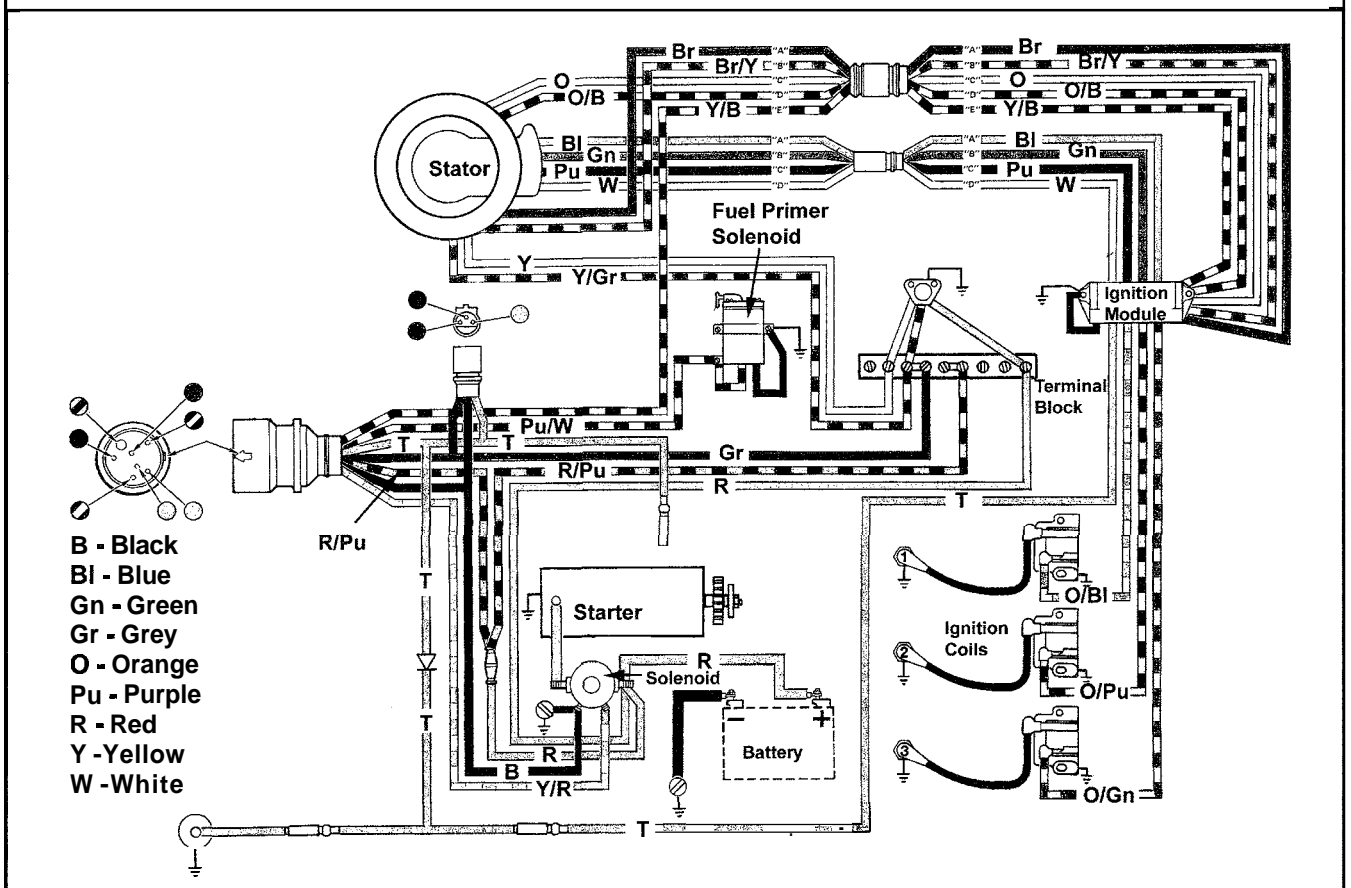 Br "A" "A" Br
Br/Y "B" "B" Br/Y
O "C" "C" O
O/B "D" "D" O/B
Y/B "E" "E" Y/B
Bl "A" "A" Bl
Gn "B" "B" Gn
Pu "C" "C" Pu
W "D" "D" W
Stator
Fuel Primer
Solenoid
Y
Y/Gr
Ignition
Module
Terminal
Block
Pu/W
T T
Gr
R/Pu
R
T
R/Pu
B - Black
Bl - Blue
Gn - Green
Gr - Grey
O - Orange
Pu - Purple
R - Red
Y -Yellow
W -White
T
T
Starter
Solenoid
R
Battery
- +
R
B
Y/R
T
1
O/Bl
Ignition
Coils
2
O/Pu
3
O/Gn